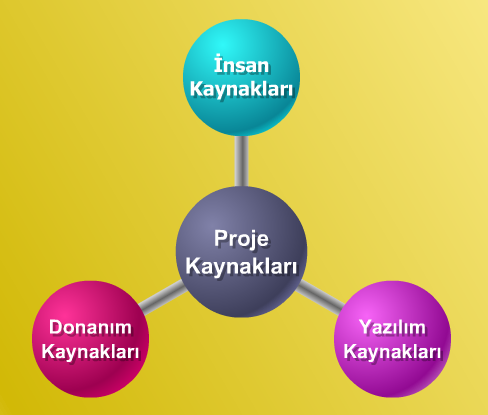 İnsan
Kaynakları
Proje
Kaynakları
Donanım
Kaynakları
Yazılım
Kaynakları